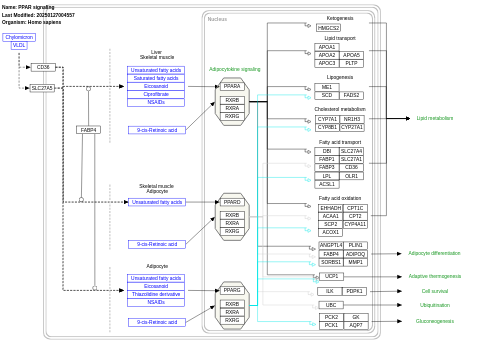 Name: PPAR signaling
Last Modified: 20250127004557
Organism: Homo sapiens
Chylomicron
VLDL
CD36
SLC27A5
FABP4
Nucleus
Liver
Skeletal muscle
Unsaturated fatty acids
Saturated fatty acids
Eicosanoid
Ciprofibrate
NSAIDs
9-cis-Retinoic acid
Adipocytokine signaling
PPARA
RXRB
RXRA
RXRG
Skeletal muscle
Adipocyte
Unsaturated fatty acids
9-cis-Retinoic acid
PPARD
RXRB
RXRA
RXRG
Adipocyte
Unsaturated fatty acids
Eicosanoid
Thiazolidine derivative
NSAIDs
9-cis-Retinoic acid
PPARG
RXRB
RXRA
RXRG
Ketogenesis
HMGCS2
Lipid transport
APOA1
APOA2 APOA5
APOC3 PLTP
Lipogenesis
ME1
SCD FADS2
Cholesterol metabolism
CYP7A1 NR1H3
CYP8B1 CYP27A1
Fatty acid transport
DBI SLC27A4
FABP1 SLC27A1
FABP3 CD36
LPL OLR1
ACSL1
Fatty acid oxidation
EHHADH CPT1C
ACAA1 CPT2
SCP2 CYP4A11
ACOX1
ANGPTL4 PLIN1
FABP4 ADIPOQ
SORBS1 MMP1
UCP1
ILK PDPK1
UBC
PCK2 GK
PCK1 AQP7
Lipid metabolism
Adipocyte differentiation
Adaptive thermogenesis
Cell survival
Ubiquitination
Gluconeogenesis